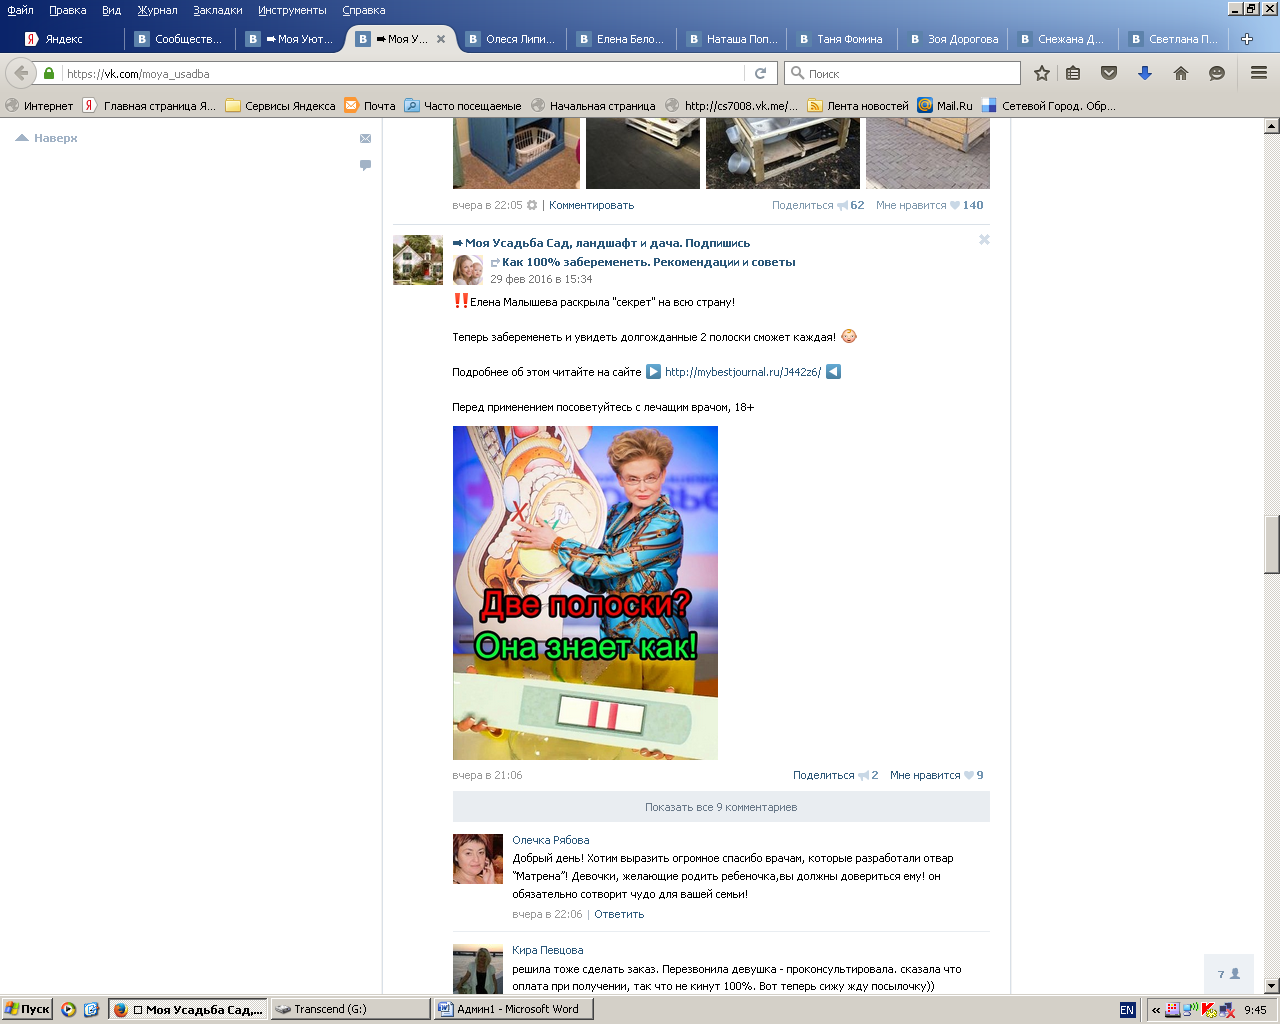 Файл Правка Вид Журнал Закладки Инструменты Справка
Яндекс
Сообществ...
➡ Моя Уют...
➡ Моя У...
Олеся Липи...
Елена Бело...
Наташа Поп...
Таня Фомина
Зоя Дорогова
Снежана Д...
Светлана П...
https://vk.com/moya_usadba
Поиск
Интернет
Главная страница Я...
Сервисы Яндекса
Почта
Часто посещаемые
Начальная страница
http://cs7008.vk.me/...
Лента новостей
Mail.Ru
Сетевой Город. Обр...
Наверх
вчера в 22:05 | Комментировать
Поделиться 62 Мне нравится 140
➡ Моя Усадьба Сад, ландшафт и дача. Подпишись
Как 100% забеременеть. Рекомендации и советы
29 фев 2016 в 15:34
‼Елена Малышева раскрыла "секрет" на всю страну!
Теперь забеременеть и увидеть долгожданные 2 полоски сможет каждая!
Подробнее об этом читайте на сайте ▶ http://mybestjournal.ru/J442z6/ ◀
Перед применением посоветуйтесь с лечащим врачом, 18+
Две полоски?
Она знает как!
вчера в 21:06
Поделиться 2 Мне нравится 9
Показать все 9 комментариев
Олечка Рябова
Добрый день! Хотим выразить огромное спасибо врачам, которые разработали отвар
"Матрена"! Девочки, желающие родить ребеночка,вы должны довериться ему! он
обязательно сотворит чудо для вашей семьи!
вчера в 22:06 | Ответить
Кира Певцова
решила тоже сделать заказ. Перезвонила девушка - проконсультировала. сказала что
оплата при получении, так что не кинут 100%. Вот теперь сижу жду посылочку))
7
Пуск
Моя Усадьба Сад,...
Transcend (G:)
Админ1 - Microsoft Word
EN
9:45